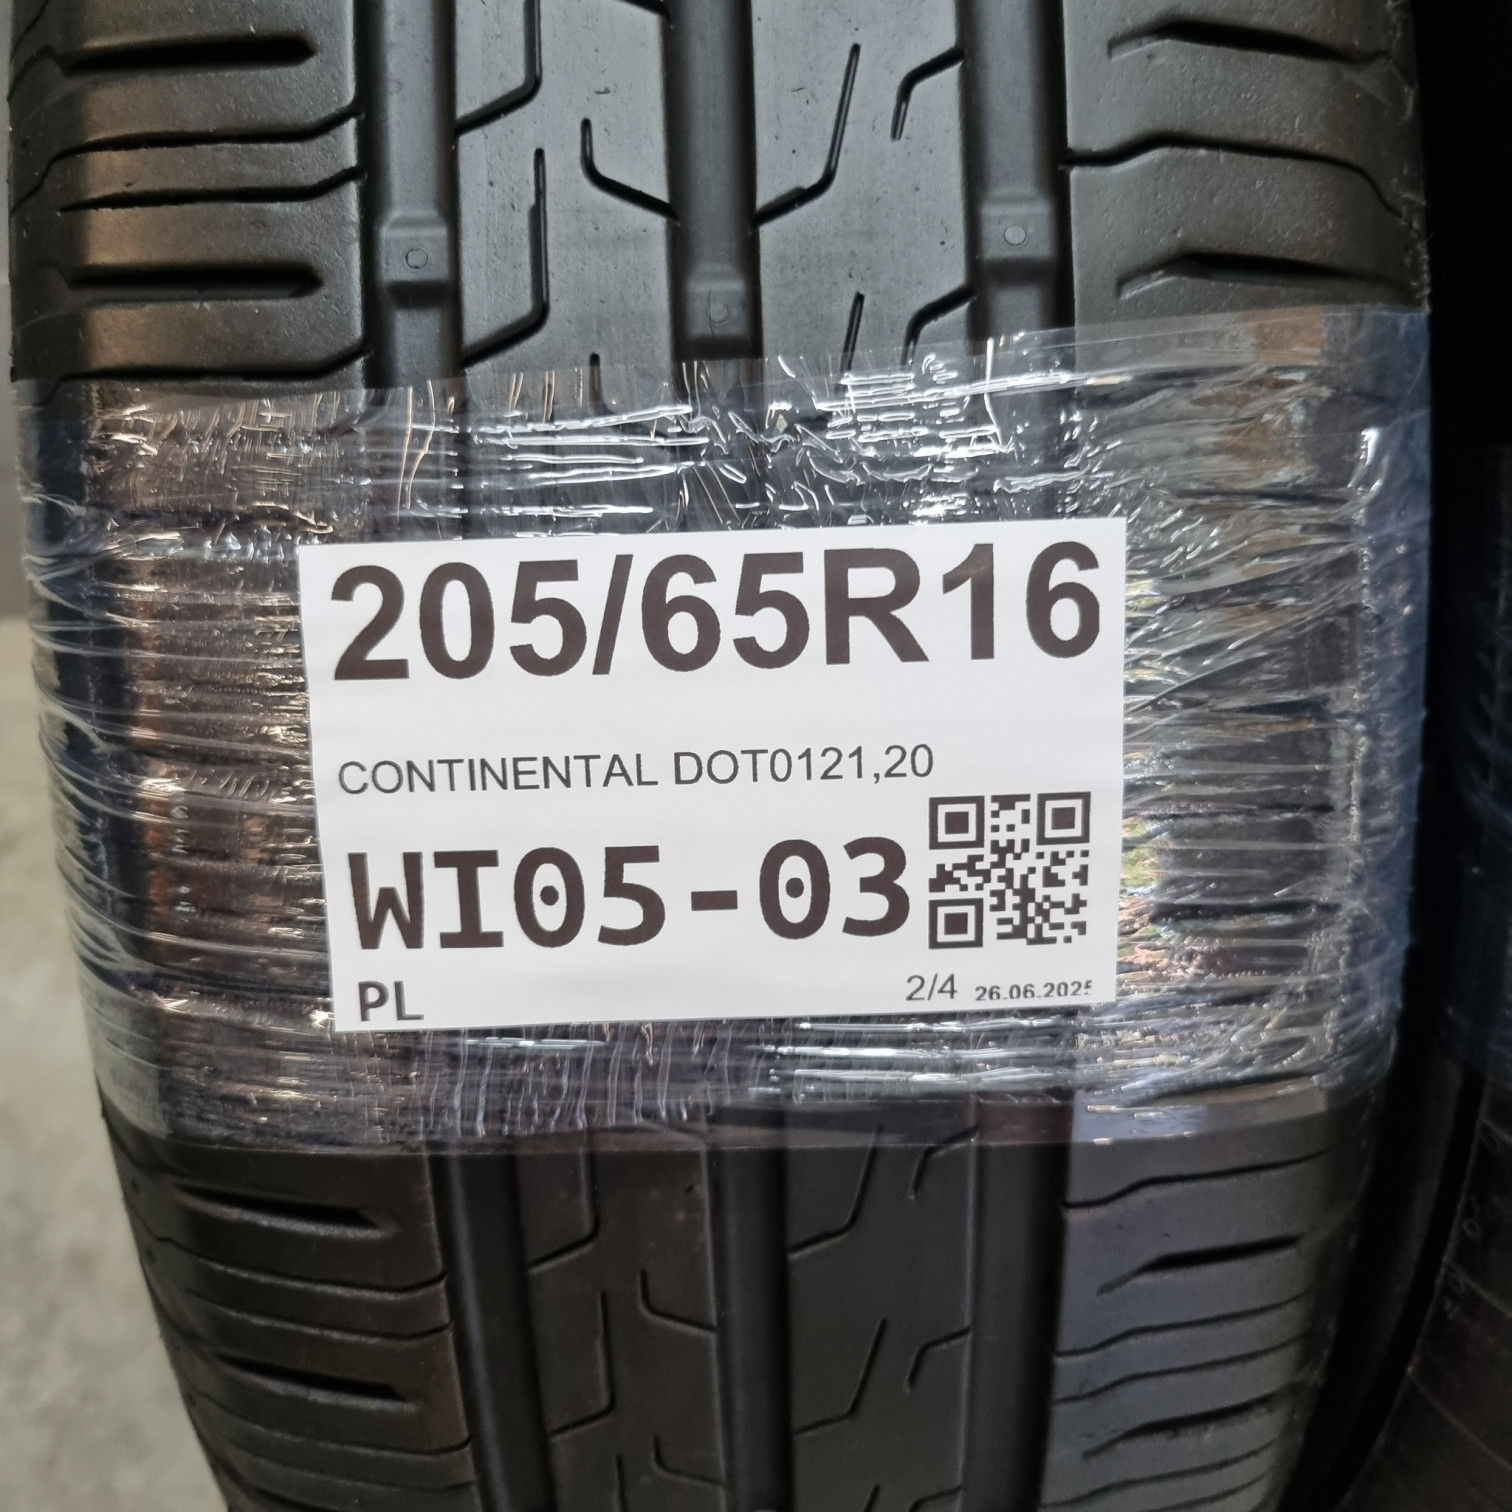 205/65R16
CONTINENTAL DOT0121,20
WI05-03
PL
2/4 26.06.2025